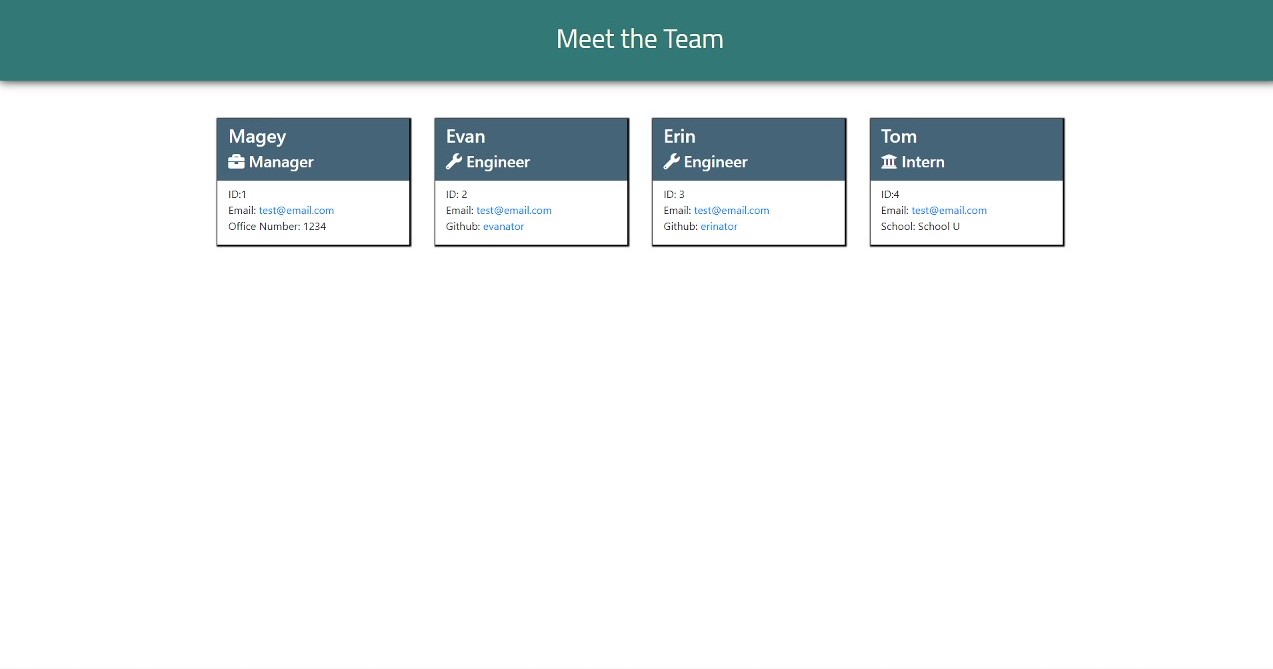 Meet the Team
Magey
Manager
ID:1
Email: test@email.com
Office Number: 1234
Evan
Engineer
ID: 2
Email: test@email.com
Github: evanator
Erin
Engineer
ID: 3
Email: test@email.com
Github: erinator
Tom
Intern
ID:4
Email: test@email.com
School: School U